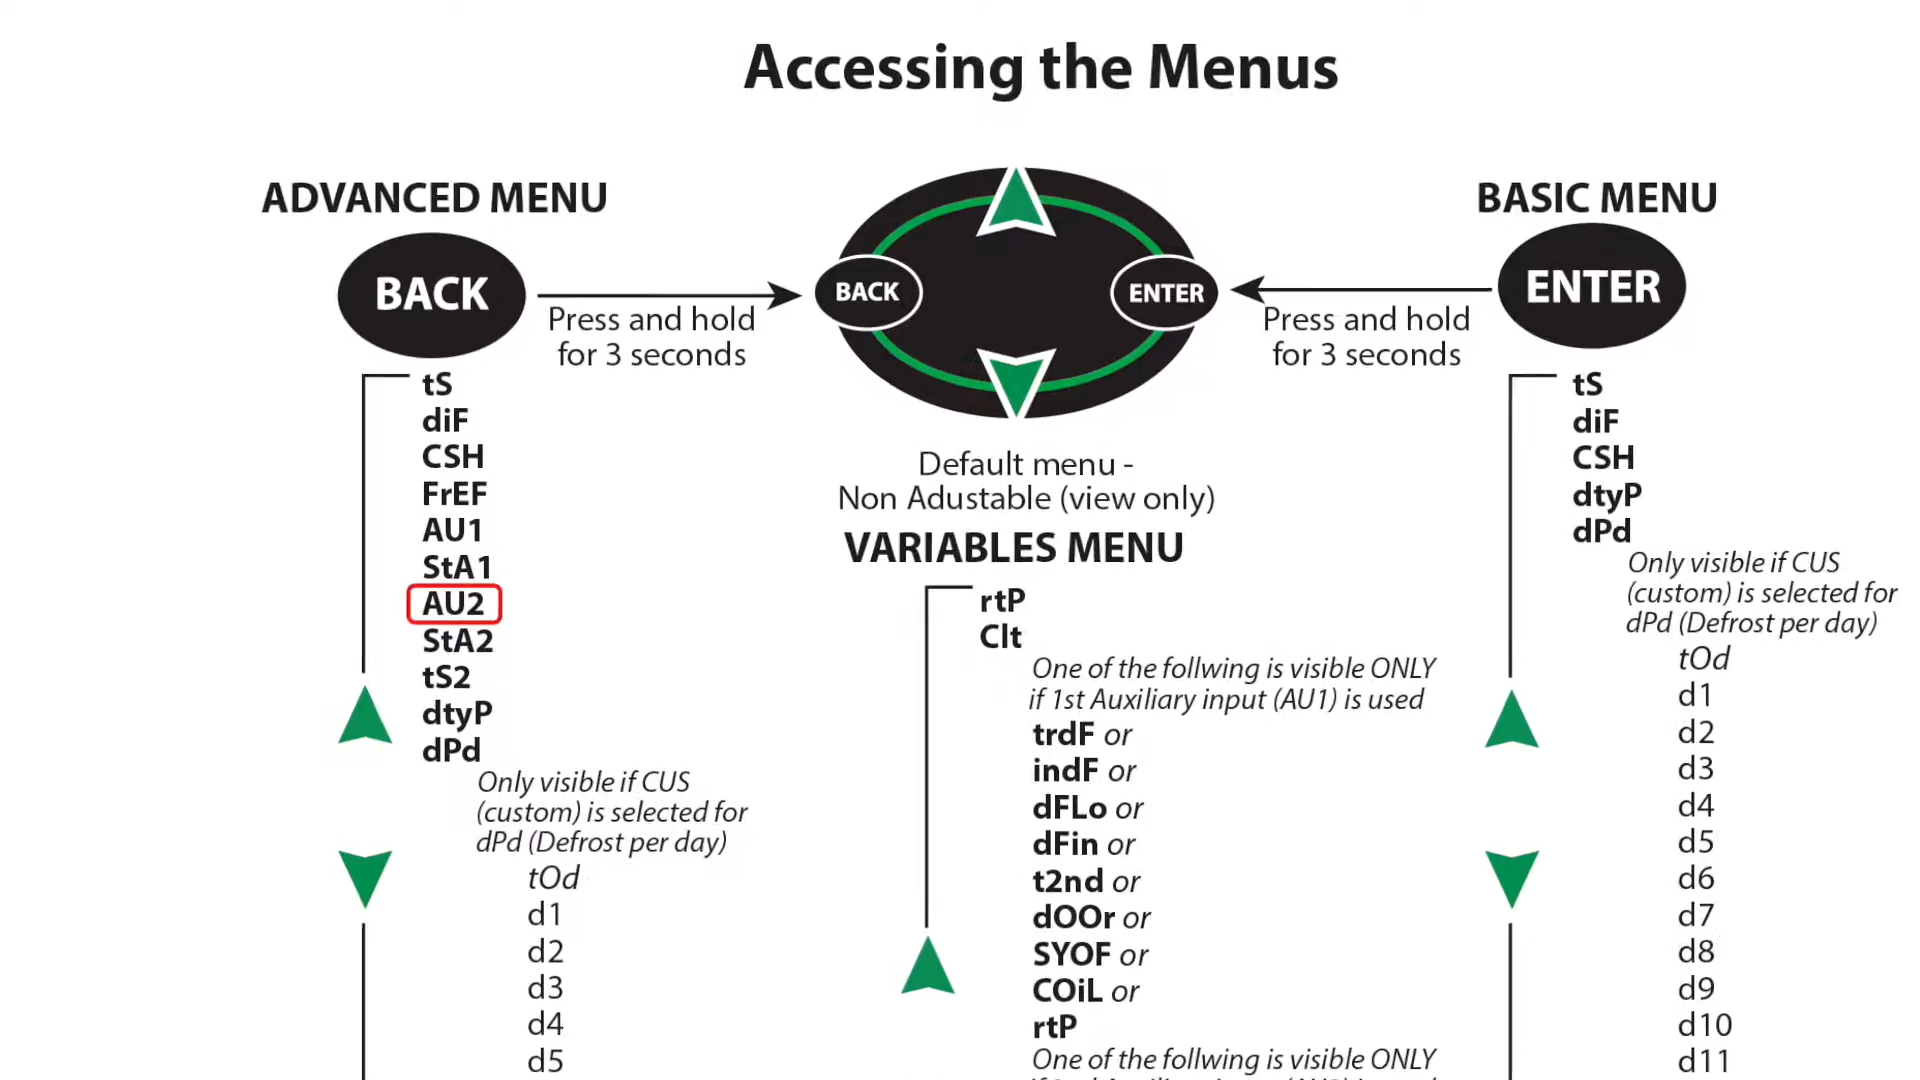 Accessing the Menus
ADVANCED MENU
BACK
Press and hold
for 3 seconds
tS
diF
CSH
FrEF
AU1
StA1
AU2
StA2
tS2
dtyP
dPd
Only visible if CUS
(custom) is selected for
dPd (Defrost per day)
tOd
d1
d2
d3
d4
d5
BACK
ENTER
Default menu -
Non Adustable (view only)
VARIABLES MENU
rtP
Clt
One of the follwing is visible ONLY
if 1st Auxiliary input (AU1) is used
trdF or
indF or
dFLo or
dFin or
t2nd or
dOOr or
SYOF or
COiL or
rtP
One of the follwing is visible ONLY
BASIC MENU
ENTER
Press and hold
for 3 seconds
tS
diF
CSH
dtyP
dPd
Only visible if CUS
(custom) is selected for
dPd (Defrost per day)
tOd
d1
d2
d3
d4
d5
d6
d7
d8
d9
d10
d11